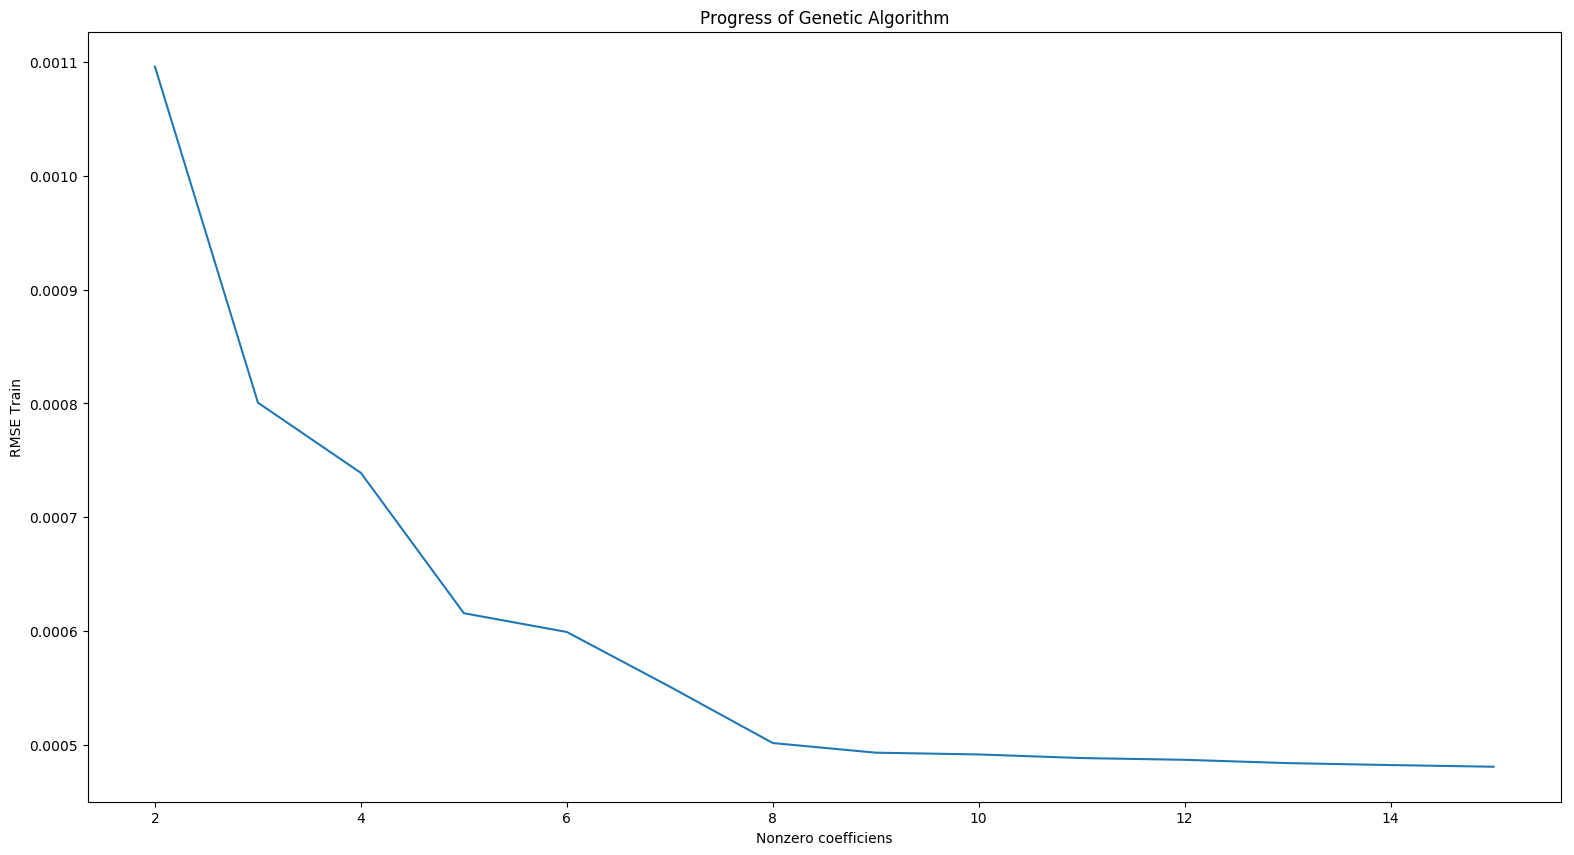 Progress of Genetic Algorithm
0.0011
0.0010
0.0009
0.0008
0.0007
0.0006
0.0005
RMSE Train
2 4 6 8 10 12 14
Nonzero coefficiens